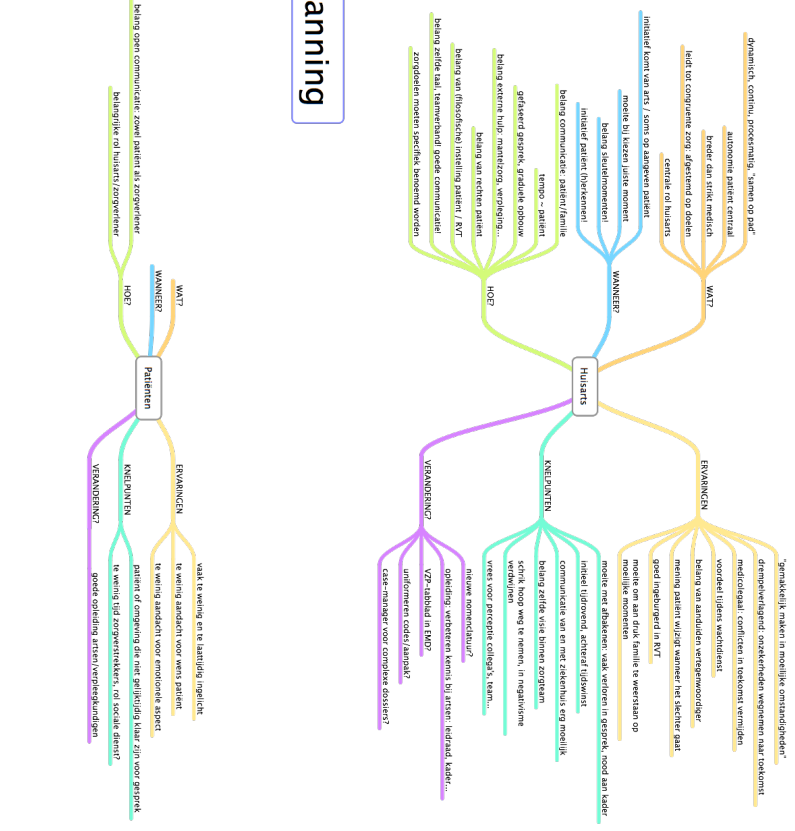 anning
Huisarts
WAT?
dynamisch, continu, procesmatig, "samen op pad"
autonomie patiënt centraal
breder dan strikt medisch
leidt tot congruente zorg: afgestemd op doelen
centrale rol huisarts
WANNEER?
initiatief komt van arts / soms op aangeven patiënt
moeite bij kiezen juiste moment
belang sleutelmomenten!
initiatief patiënt (h)erkennen!
HOE?
belang communicatie: patiënt/familie
tempo ~ patiënt
gefaseerd gesprek, graduele opbouw
belang externe hulp: mantelzorg, verpleging...
belang van rechten patiënt
belang van (filosofische) instelling patiënt / RVT
belang zelfde taal, teamverband! goede communicatie!
zorgdoelen moeten specifiek benoemd worden
ERVARINGEN
"gemakkelijk maken in moeilijke omstandigheden"
drempelverlagend: onzekerheden wegnemen naar toekomst
medicolegaal: conflicten in toekomst vermijden
voordeel tijdens wachtdienst
belang van aanduiden vertegenwoordiger
mening patiënt wijzigt wanneer het slechter gaat
goed ingeburgerd in RVT
moeite om aan druk familie te weerstaan op
moeilijke momenten
KNELPUNTEN
moeite met afbakenen: vaak verloren in gesprek, nood aan kader
initieel tijdrovend, achteraf tijdswinst
communicatie van en met ziekenhuis erg moeilijk
belang zelfde visie binnen zorgteam
schrik hoop weg te nemen, in negativisme
verdwijnen
vrees voor perceptie collega's, team...
VERANDERING?
nieuwe nomenclatuur?
opleiding: verbeteren kennis bij artsen: leidraad, kader...
VZP-tabblad in EMD?
uniformeren codes/aanpak?
case-manager voor complexe dossiers?
Patiënten
WAT?
WANNEER?
HOE?
belang open communicatie: zowel patiënt als zorgverlener
belangrijke rol huisarts/zorgverlener
ERVARINGEN
vaak te weinig en te laattijdig ingelicht
te weinig aandacht voor wens patiënt
te weinig aandacht voor emotionele aspect
KNELPUNTEN
patiënt of omgeving die niet gelijktijdig klaar zijn voor gesprek
te weinig tijd zorgverstrekkers, rol sociale dienst?
VERANDERING?
goede opleiding artsen/verpleegkundigen